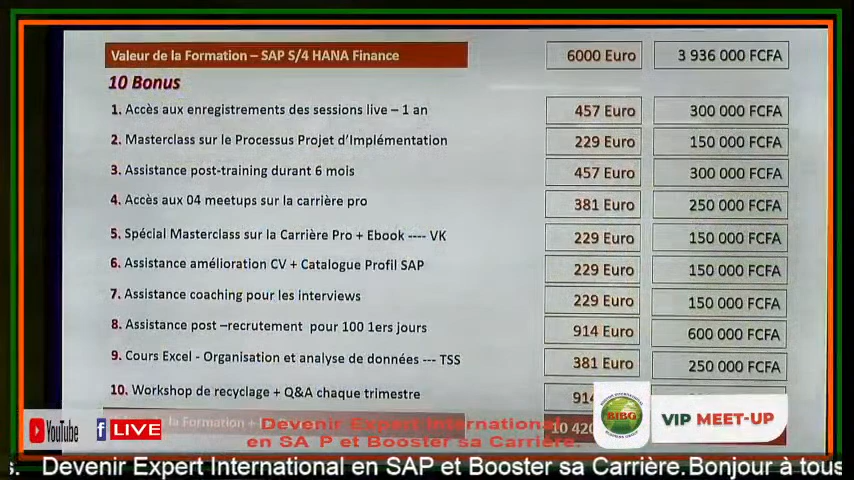 Valeur de la Formation – SAP S/4 HANA Finance 6000 Euro 3 936 000 FCFA
10 Bonus
1. Accès aux enregistrements des sessions live – 1 an 457 Euro 300 000 FCFA
2. Masterclass sur le Processus Projet d'Implémentation 229 Euro 150 000 FCFA
3. Assistance post-training durant 6 mois 457 Euro 300 000 FCFA
4. Accès aux 04 meetups sur la carrière pro 381 Euro 250 000 FCFA
5. Spécial Masterclass sur la Carrière Pro + Ebook ---- VK 229 Euro 150 000 FCFA
6. Assistance amélioration CV + Catalogue Profil SAP 229 Euro 150 000 FCFA
7. Assistance coaching pour les interviews 229 Euro 150 000 FCFA
8. Assistance post –recrutement pour 100 1ers jours 914 Euro 600 000 FCFA
9. Cours Excel - Organisation et analyse de données --- TSS 381 Euro 250 000 FCFA
10. Workshop de recyclage + Q&A chaque trimestre
la Formation +
YouTube f LIVE
Devenir Expert International
en SA P et Booster sa Carrière.
BIBG
VIP MEET-UP
s. Devenir Expert International en SAP et Booster sa Carrière.Bonjour à tous